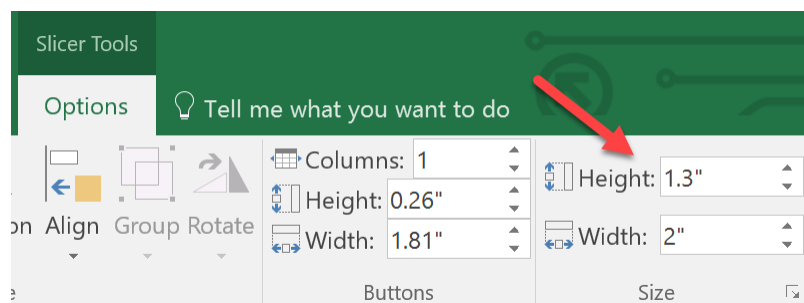 Slicer Tools
Options
Tell me what you want to do
Columns: 1
Height: 0.26"
Width: 1.81"
Height: 1.3"
Width: 2"
Align Group Rotate
Buttons
Size